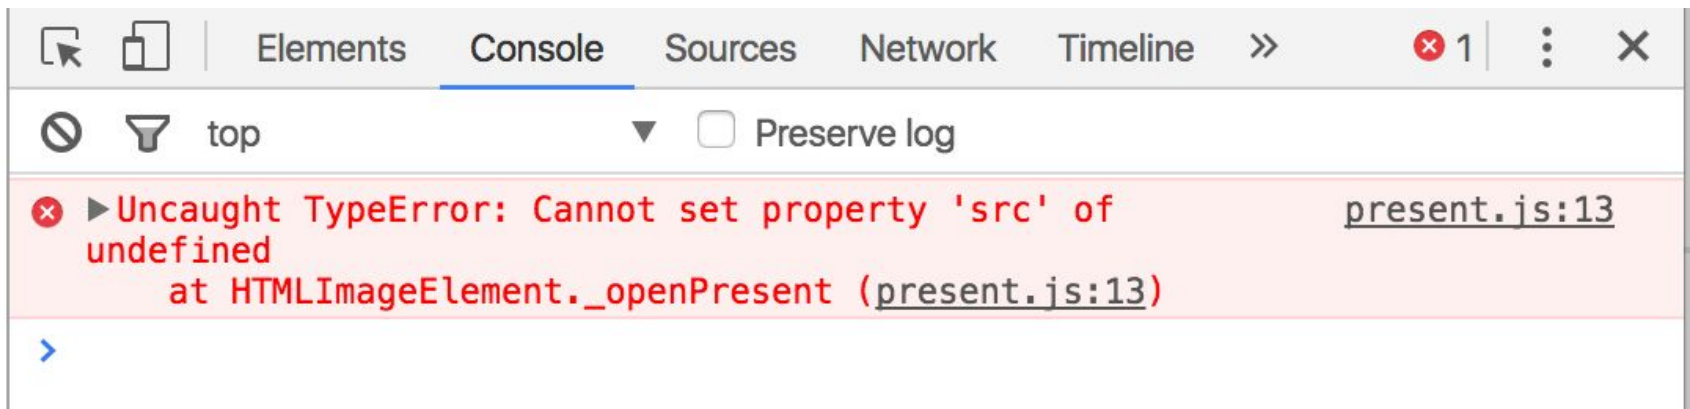 Elements Console Sources Network Timeline » 1
top ▼ Preserve log
▶Uncaught TypeError: Cannot set property 'src' of present.js:13
undefined
at HTMLImageElement._openPresent (present.js:13)